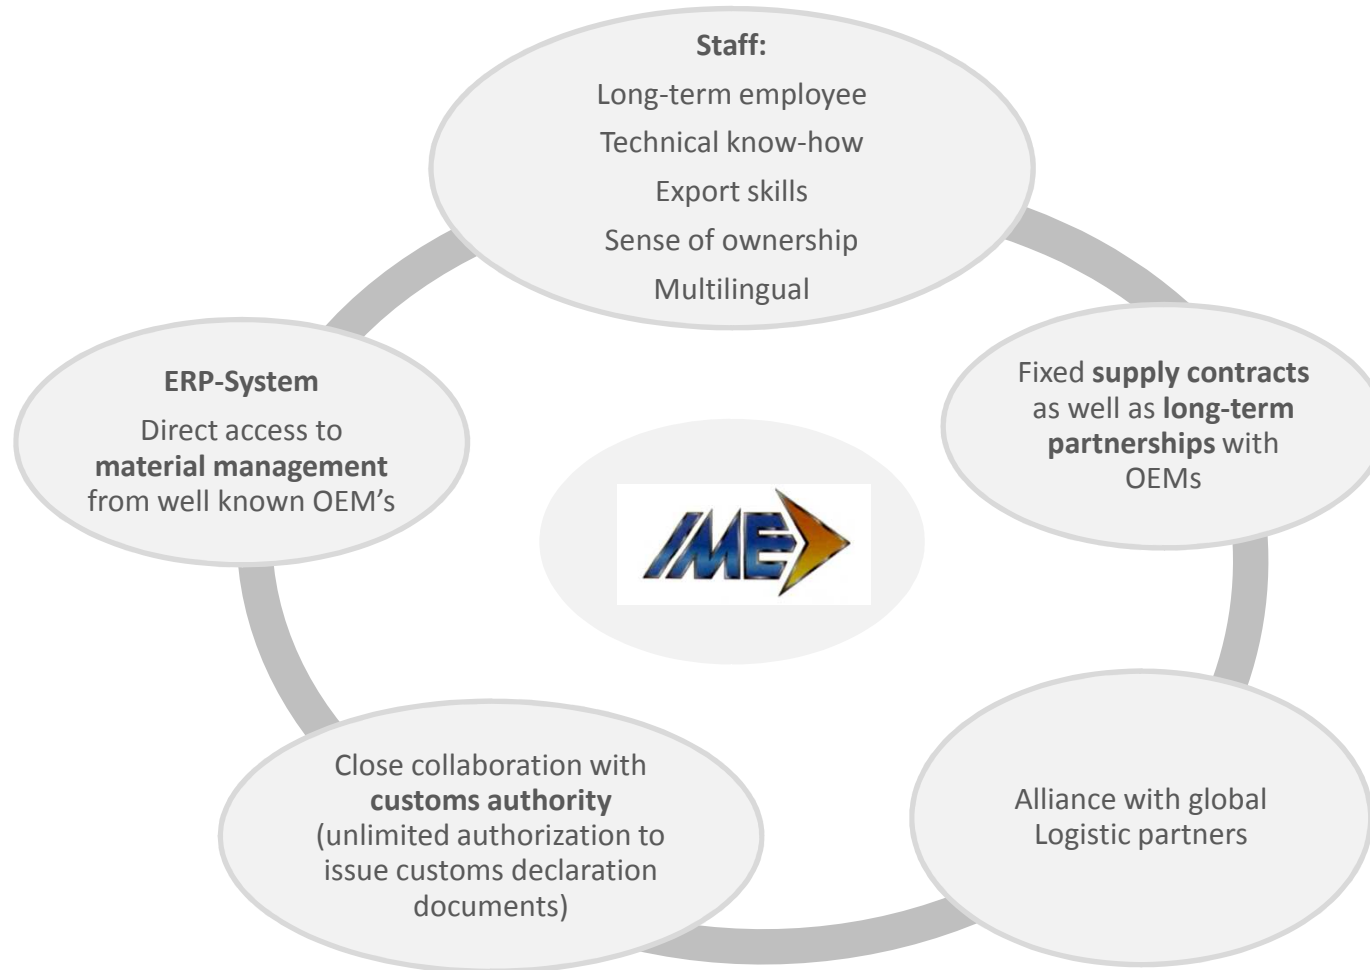 Staff:
Long-term employee
Technical know-how
Export skills
Sense of ownership
Multilingual
ERP-System
Direct access to
material management
from well known OEM’s
Fixed supply contracts
as well as long-term
partnerships with
OEMs
IME
Close collaboration with
customs authority
(unlimited authorization to
issue customs declaration
documents)
Alliance with global
Logistic partners